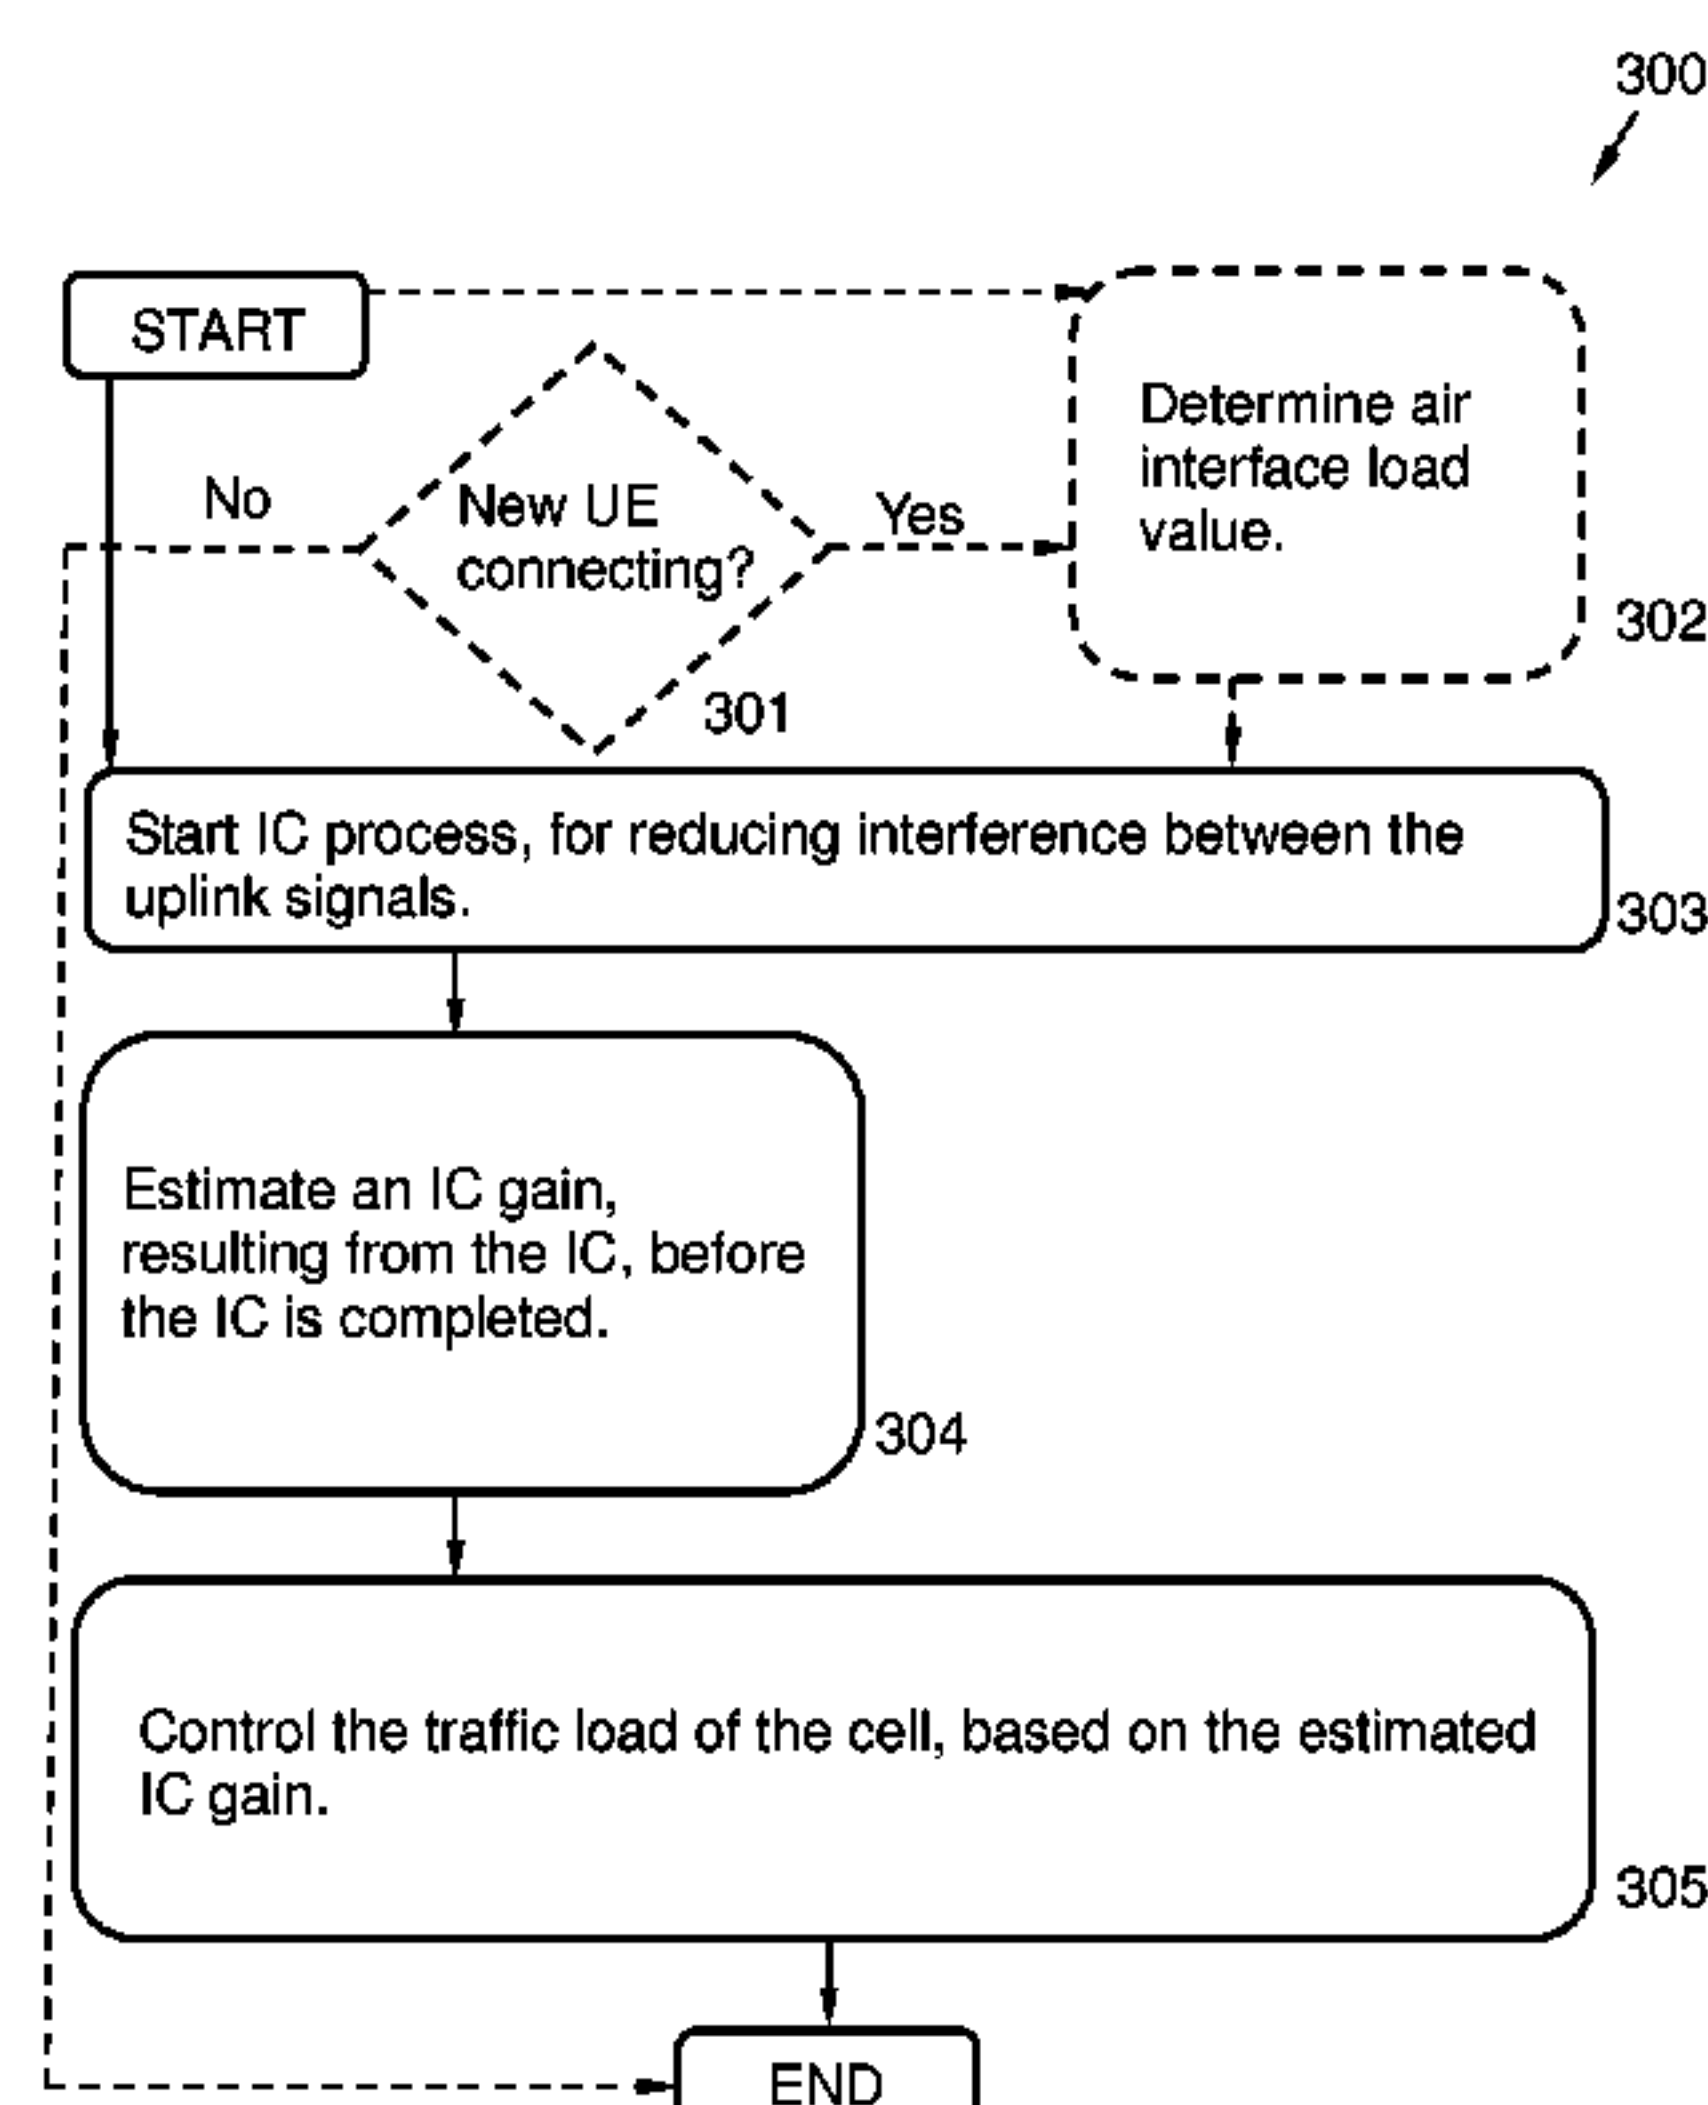 300
START
Determine air
interface load
value.
302
No
New UE
connecting?
Yes
301
Start IC process, for reducing interference between the
uplink signals.
303
Estimate an IC gain,
resulting from the IC, before
the IC is completed.
304
Control the traffic load of the cell, based on the estimated
IC gain.
305
END